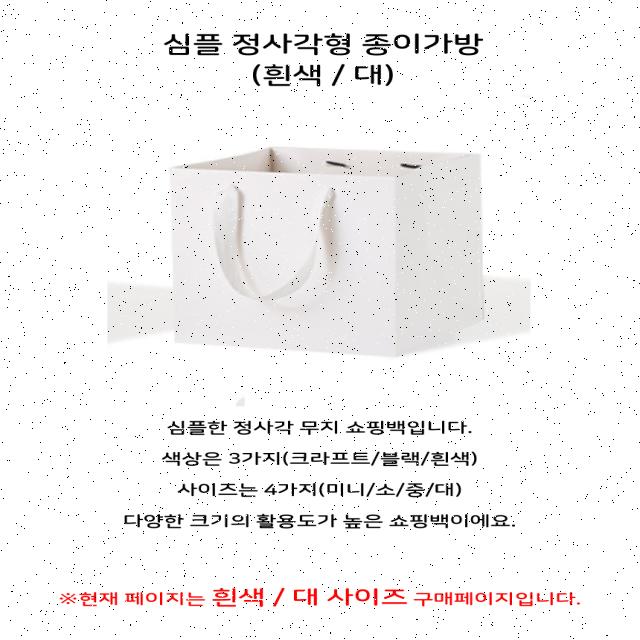 심플 정사각형 종이가방
(흰색 / 대)
심플한 정사각 무지 쇼핑백입니다.
색상은 3가지(크라프트/블랙/흰색)
사이즈는 4가지(미니/소/중/대)
다양한 크기의 활용도가 높은 쇼핑백이에요.
※현재 페이지는 흰색 / 대 사이즈 구매페이지입니다.